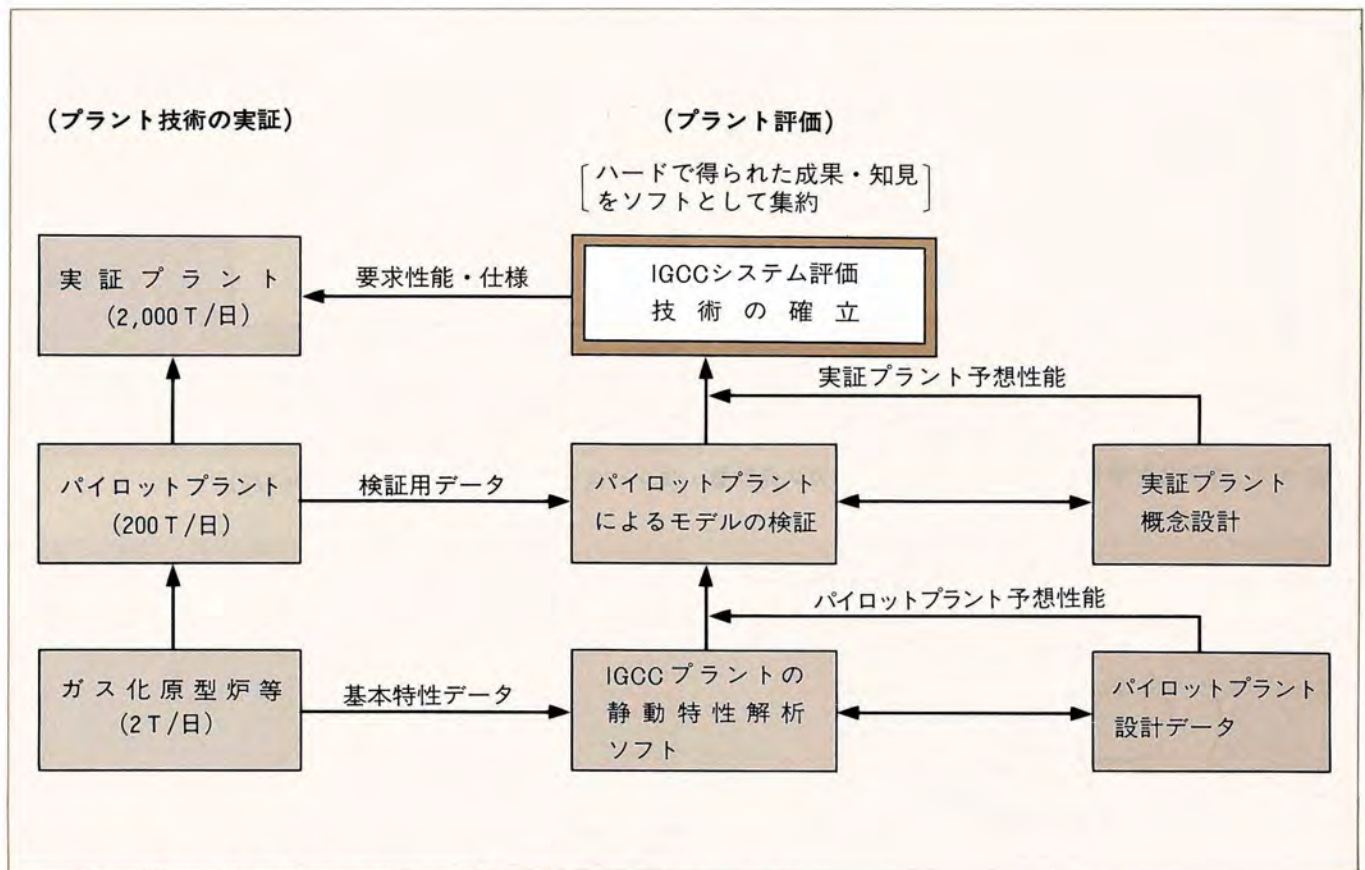 (プラント技術の実証)
(プラント評価)
ハードで得られた成果・知見
をソフトとして集約
実証プラント
(2,000T/日)
要求性能・仕様
IGCCシステム評価
技術の確立
実証プラント予想性能
パイロットプラント
(200T/日)
検証用データ
パイロットプラント
によるモデルの検証
実証プラント
概念設計
パイロットプラント予想性能
ガス化原型炉等
(2T/日)
基本特性データ
IGCCプラントの
静動特性解析
ソフト
パイロットプラント
設計データ